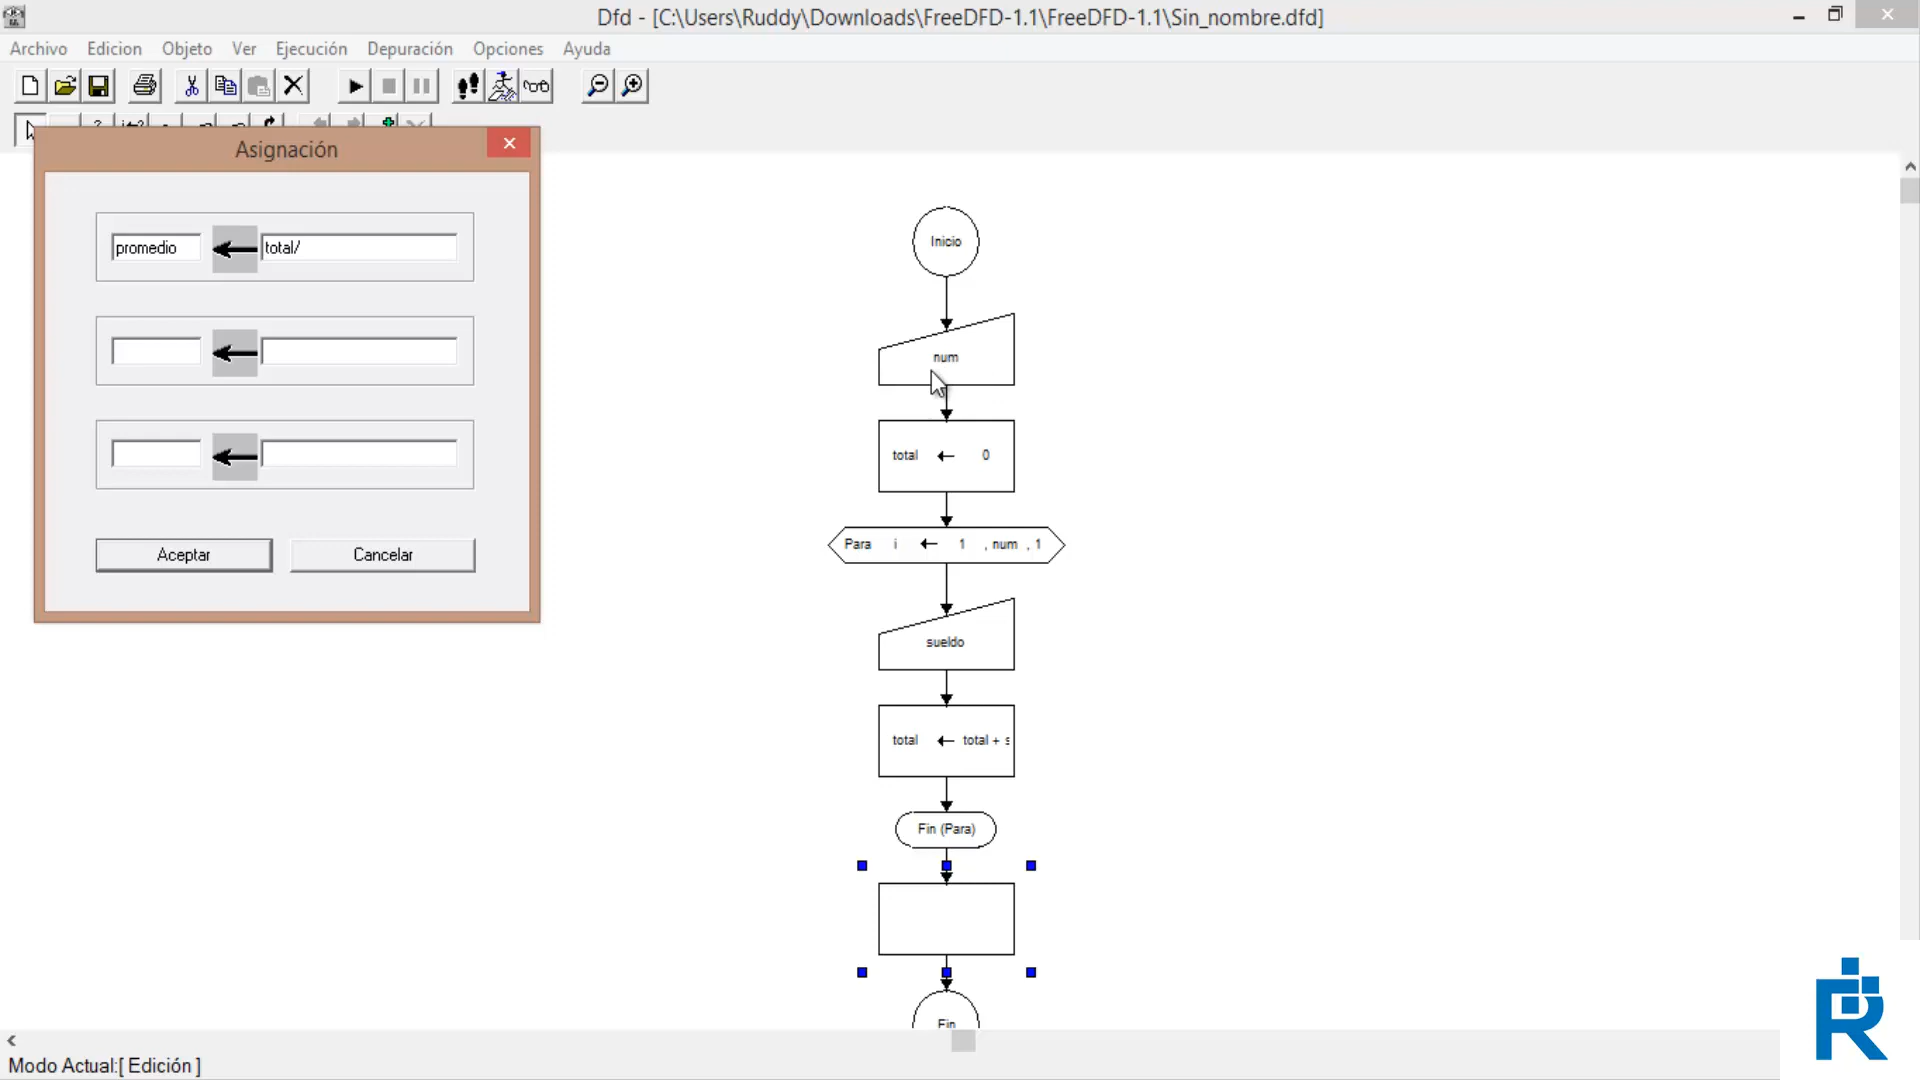 Dfd - [C:\Users\Ruddy\Downloads\FreeDFD-1.1\FreeDFD-1.1\Sin_nombre.dfd]
Archivo Edicion Objeto Ver Ejecución Depuración Opciones Ayuda
Asignación
promedio total/
Aceptar Cancelar
Inicio
num
total ← 0
Para i ← 1 , num , 1
sueldo
total ← total + s
Fin (Para)
Fin
Modo Actual:[ Edición ]